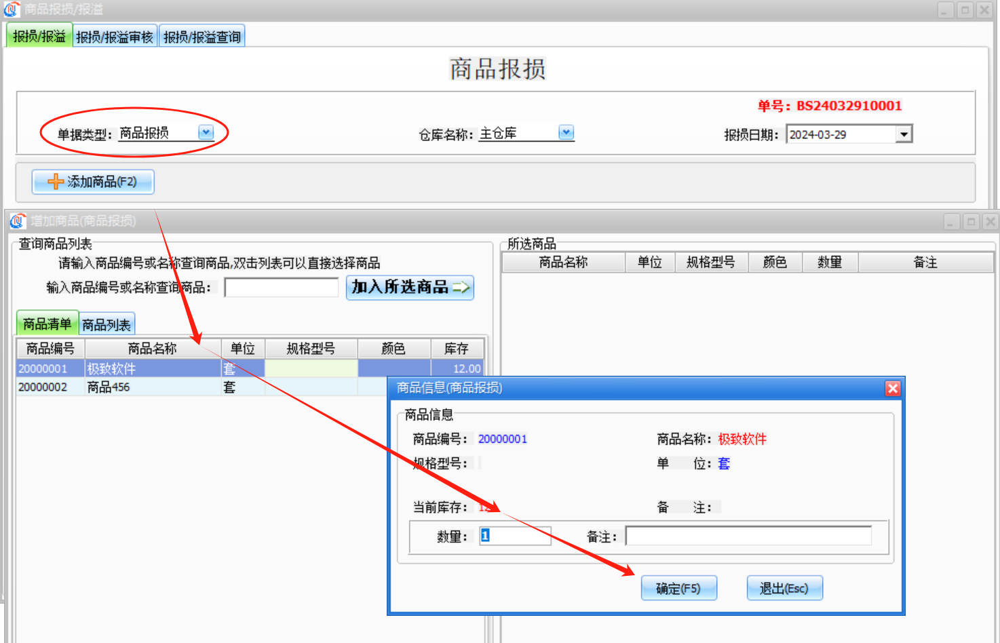 商品报损/报溢
报损/报溢 报损/报溢审核 报损/报溢查询
商品报损
单号：BS24032910001
单据类型：商品报损 仓库名称：主仓库 报损日期：2024-03-29
添加商品(F2)
增加商品(商品报损)
查询商品列表 所选商品
请输入商品编号或名称查询商品,双击列表可以直接选择商品
商品名称 单位 规格型号 颜色 数量 备注
输入商品编号或名称查询商品： 加入所选商品
商品清单 商品列表
商品编号 商品名称 单位 规格型号 颜色 库存
20000001 极致软件 套 12.00
20000002 商品456 套
商品信息(商品报损)
商品信息
商品编号：20000001 商品名称：极致软件
规格型号： 单 位：套
当前库存：12 备 注：
数量：1 备注：
确定(F5) 退出(Esc)